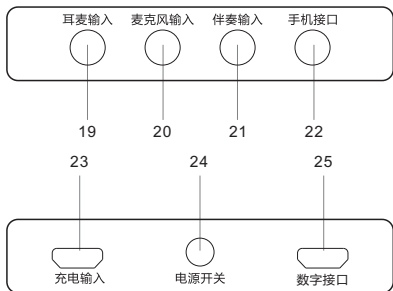 耳麦输入 麦克风输入 伴奏输入 手机接口
19 20 21 22
23 24 25
充电输入 电源开关 数字接口